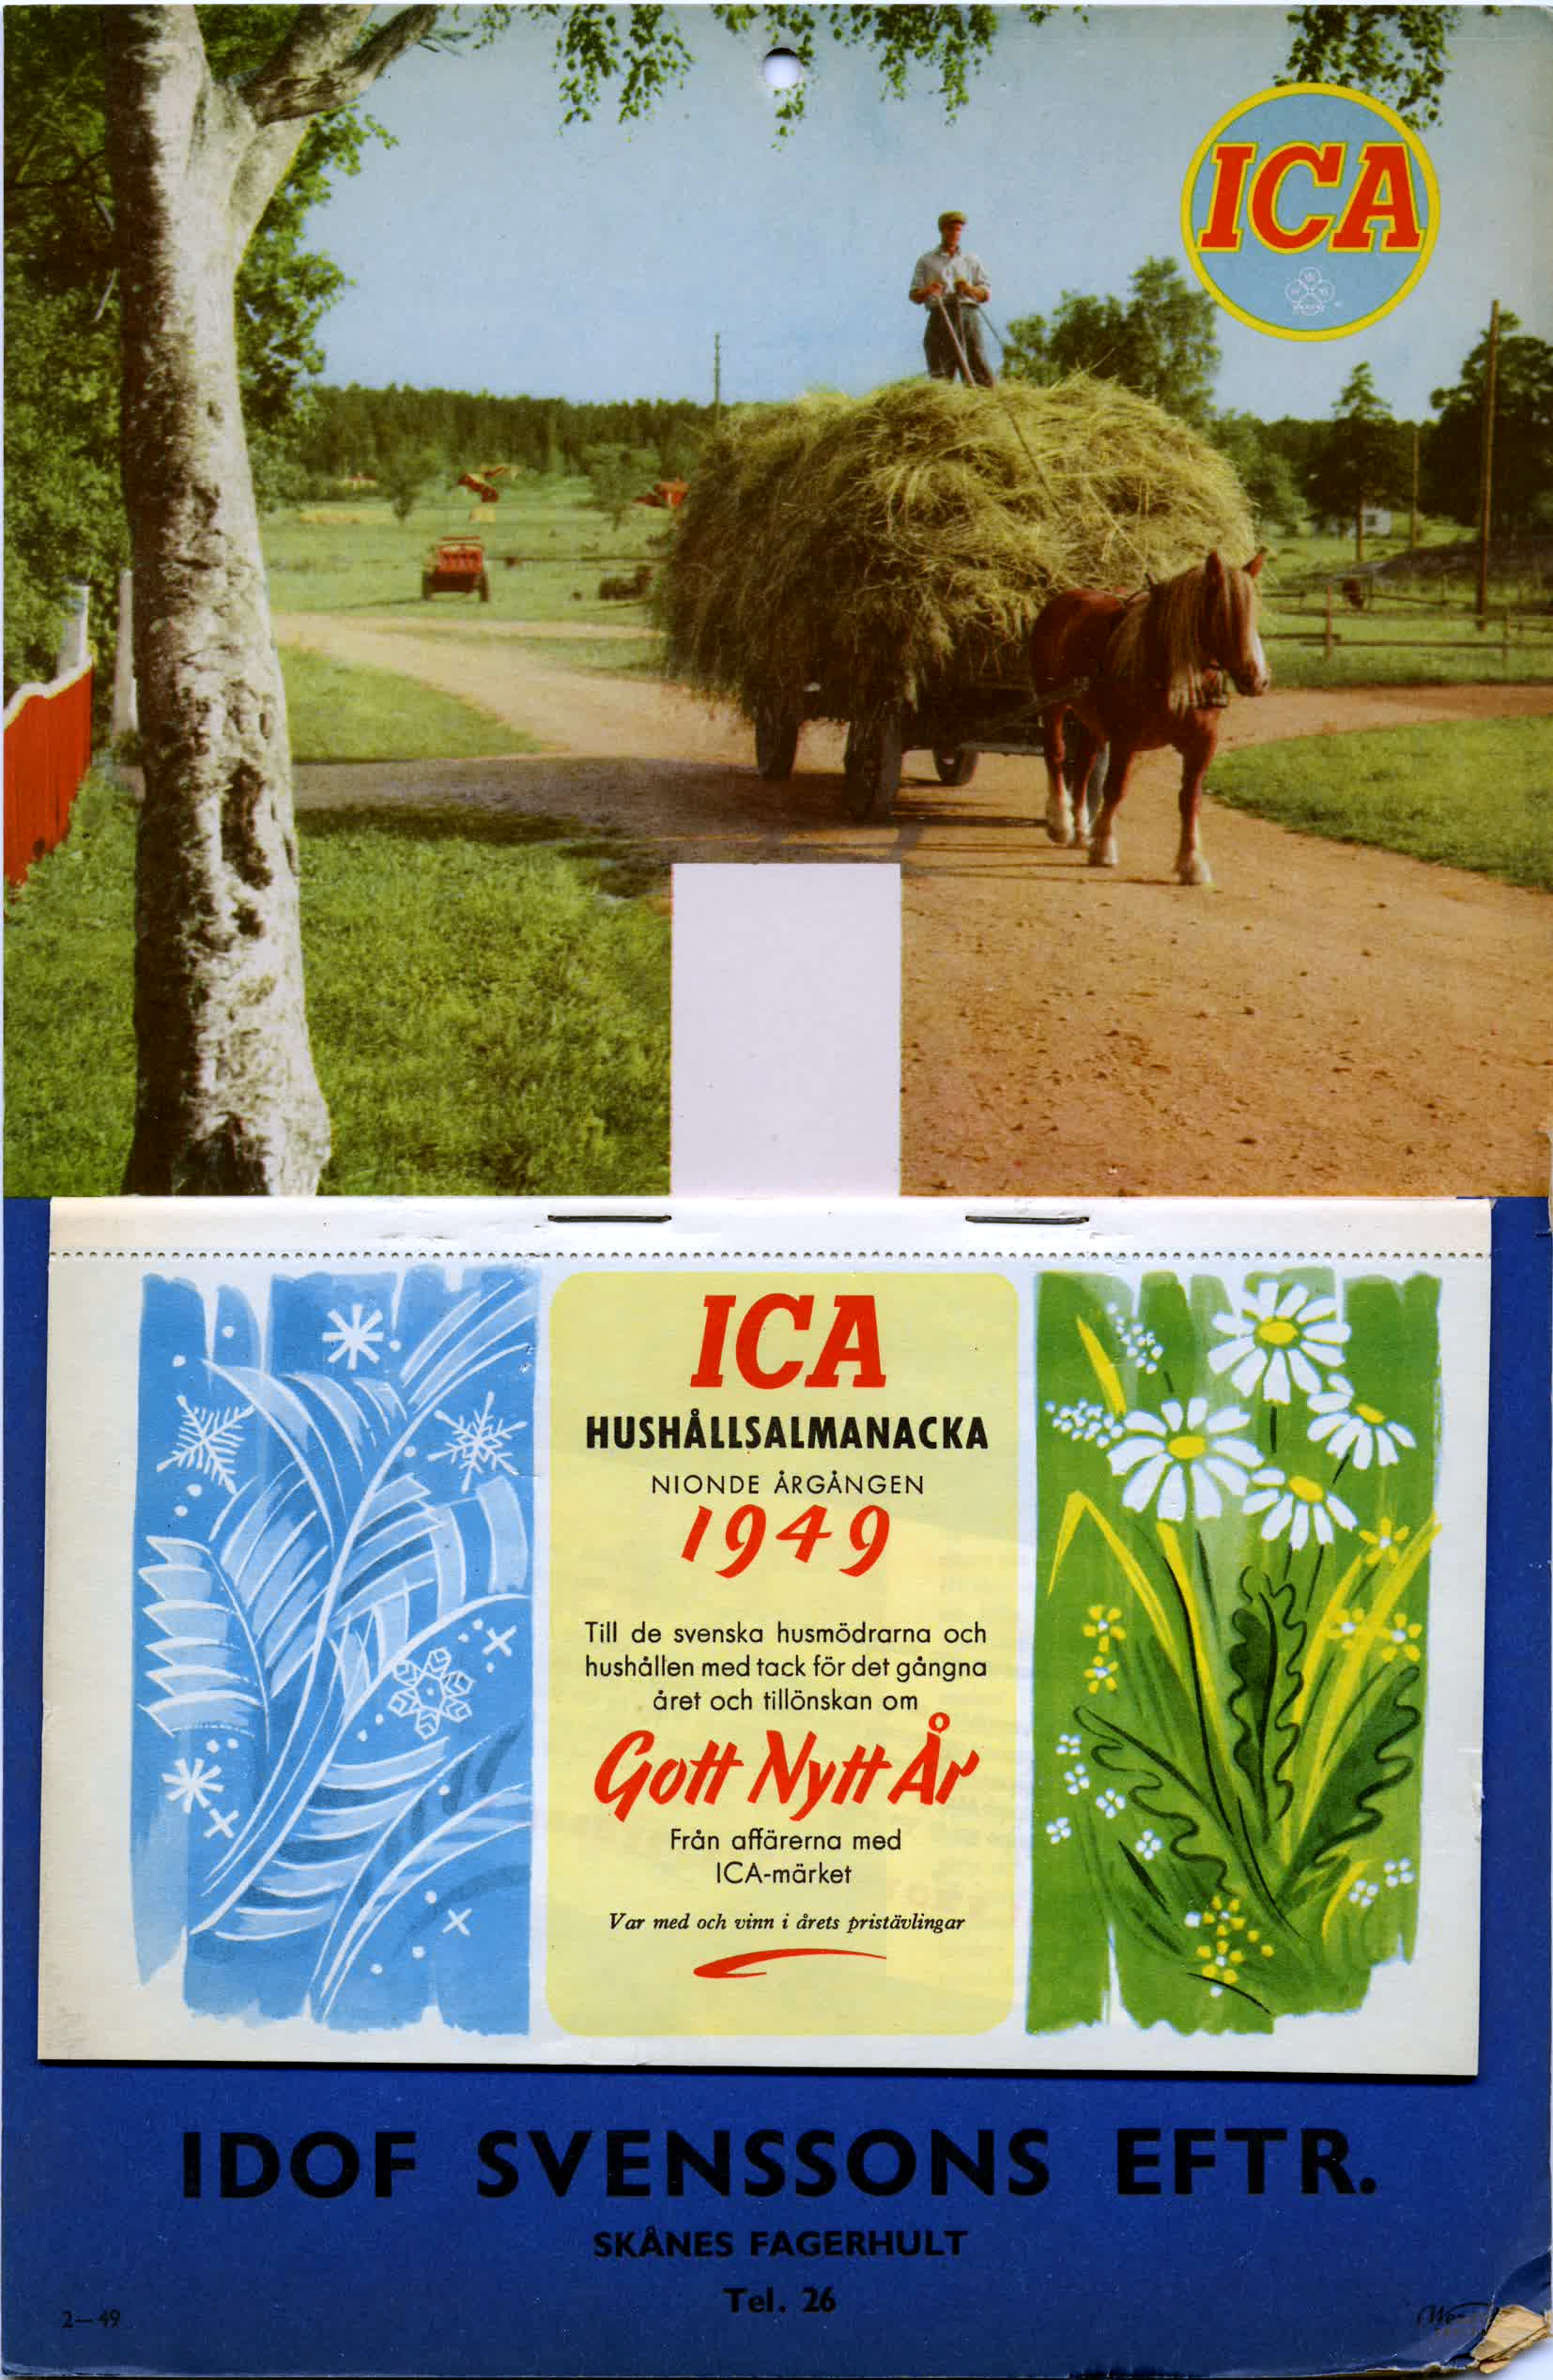 ICA
ICA
HUSHÅLLSALMANACKA
NIONDE ÅRGÅNGEN
1949
Till de svenska husmödrarna och
hushållen med tack för det gångna
året och tillönskan om
Gott Nytt År
Från affärerna med
ICA-märket
Var med och vinn i årets pristävlingar
IDOF SVENSSONS EFTR.
SKÅNES FAGERHULT
Tel. 26
2—49